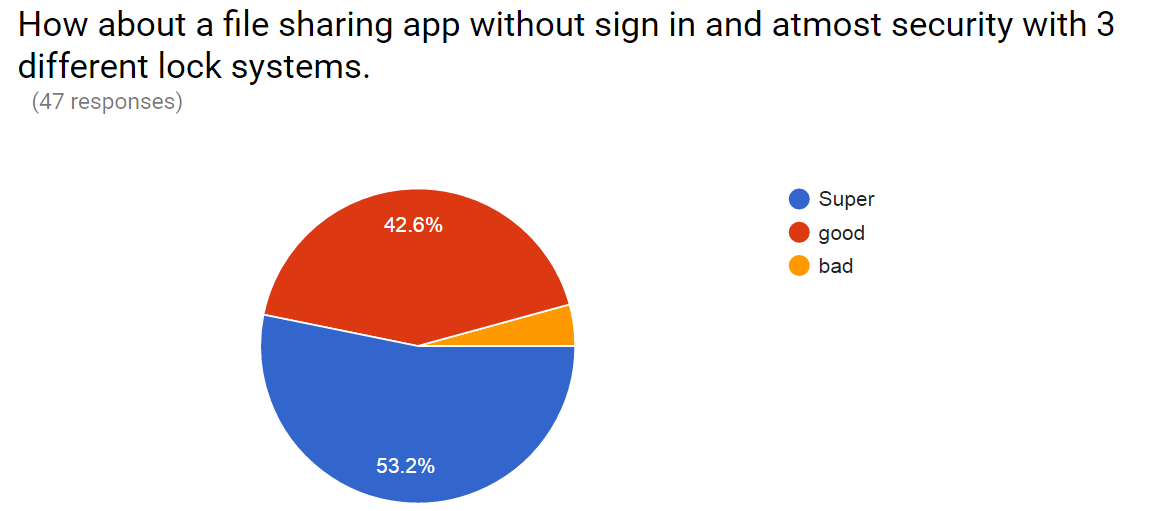 How about a file sharing app without sign in and atmost security with 3
different lock systems.
(47 responses)
Super
42.6%
good
bad
53.2%